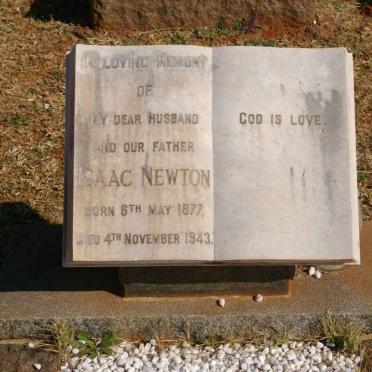 IN LOVING MEMORY
OF
MY DEAR HUSBAND
AND OUR FATHER
ISAAC NEWTON
BORN 6TH MAY 1877,
DIED 4TH NOVEMBER 1943.
GOD IS LOVE.